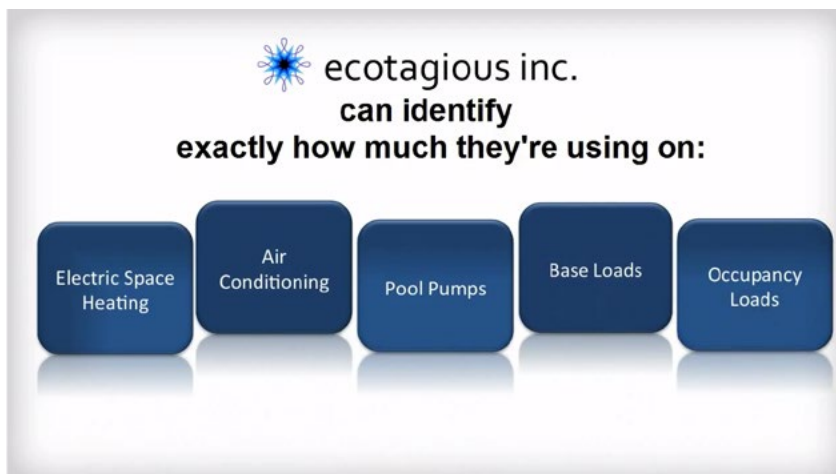 ecotagious inc.
can identify
exactly how much they're using on:
Electric Space
Heating
Air
Conditioning
Pool Pumps
Base Loads
Occupancy
Loads